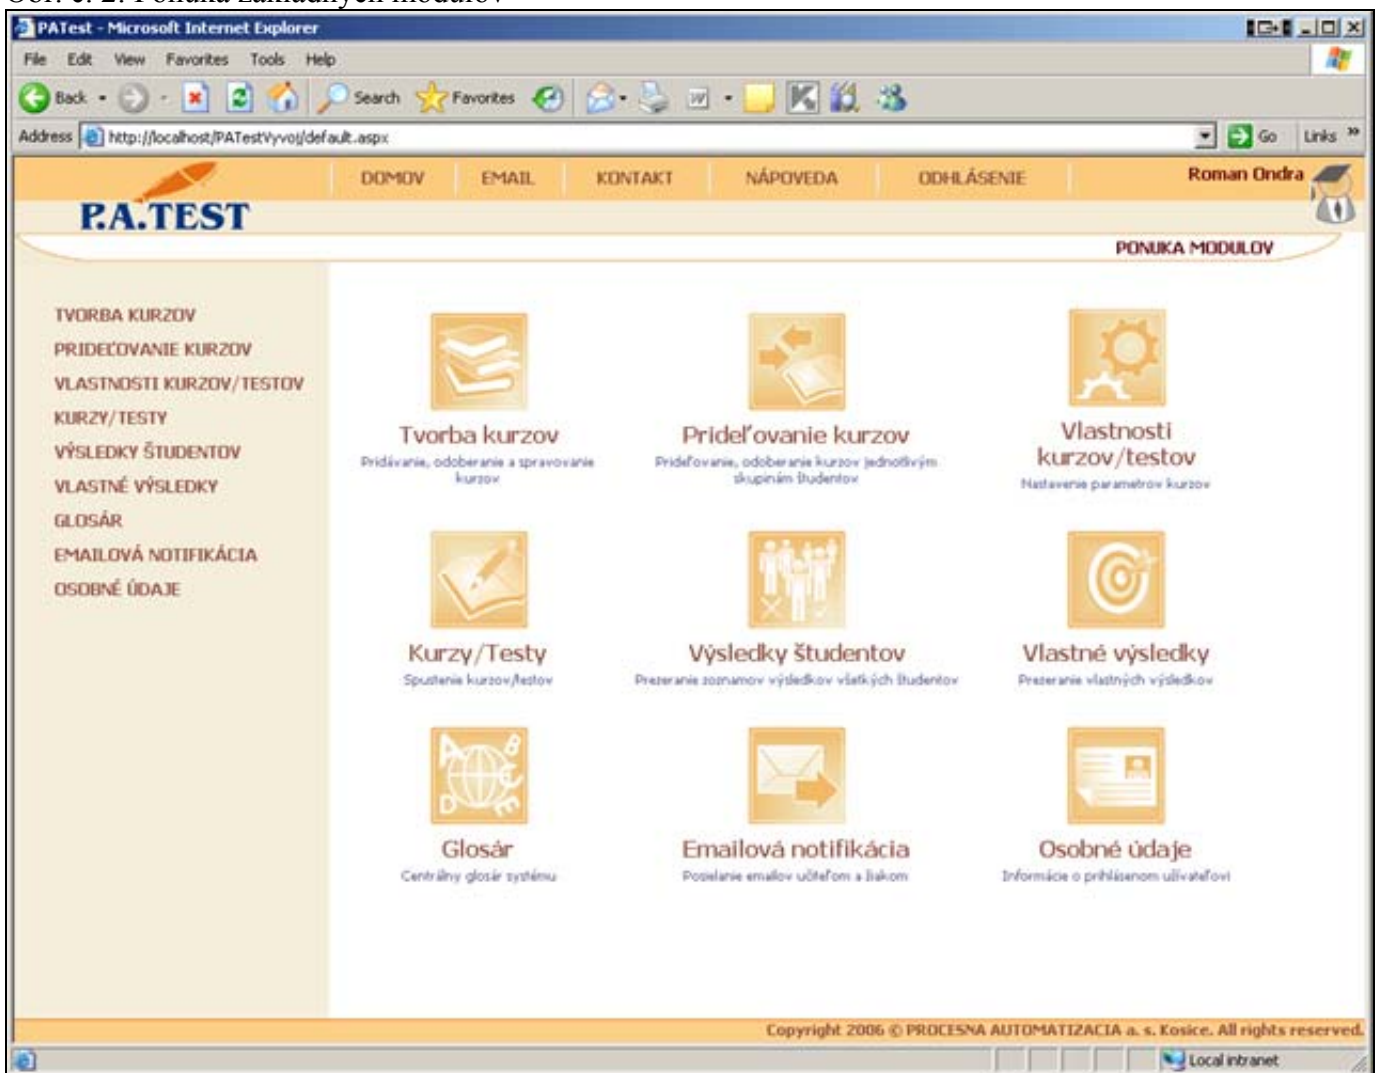 Obr. č. 2: Ponuka základných modulov
PATest - Microsoft Internet Explorer
File Edit View Favorites Tools Help
Back Search Favorites
Address http://localhost/PATestVyvoj/default.aspx Go Links »
DOMOV EMAIL KONTAKT NÁPOVEDA ODHLÁSENIE Roman Ondra
P.A.TEST
PONUKA MODULOV
TVORBA KURZOV
PRIDEĽOVANIE KURZOV
VLASTNOSTI KURZOV/TESTOV
KURZY/TESTY
VÝSLEDKY ŠTUDENTOV
VLASTNÉ VÝSLEDKY
GLOSÁR
EMAILOVÁ NOTIFIKÁCIA
OSOBNÉ ÚDAJE
Tvorba kurzov
Pridávanie, odoberanie a spravovanie
kurzov
Prideľovanie kurzov
Prideľovanie, odoberanie kurzov jednotlivým
skupinám študentov
Vlastnosti
kurzov/testov
Nastavenie parametrov kurzov
Kurzy/Testy
Spustenie kurzov/testov
Výsledky študentov
Prezeranie zoznamov výsledkov všetkých študentov
Vlastné výsledky
Prezeranie vlastných výsledkov
A B C D E
Glosár
Centrálny glosár systému
Emailová notifikácia
Posielanie emailov učiteľom a žiakom
Osobné údaje
Informácie o prihlásenom užívateľovi
Copyright 2006 © PROCESNA AUTOMATIZACIA a. s. Kosice. All rights reserved.
Local intranet